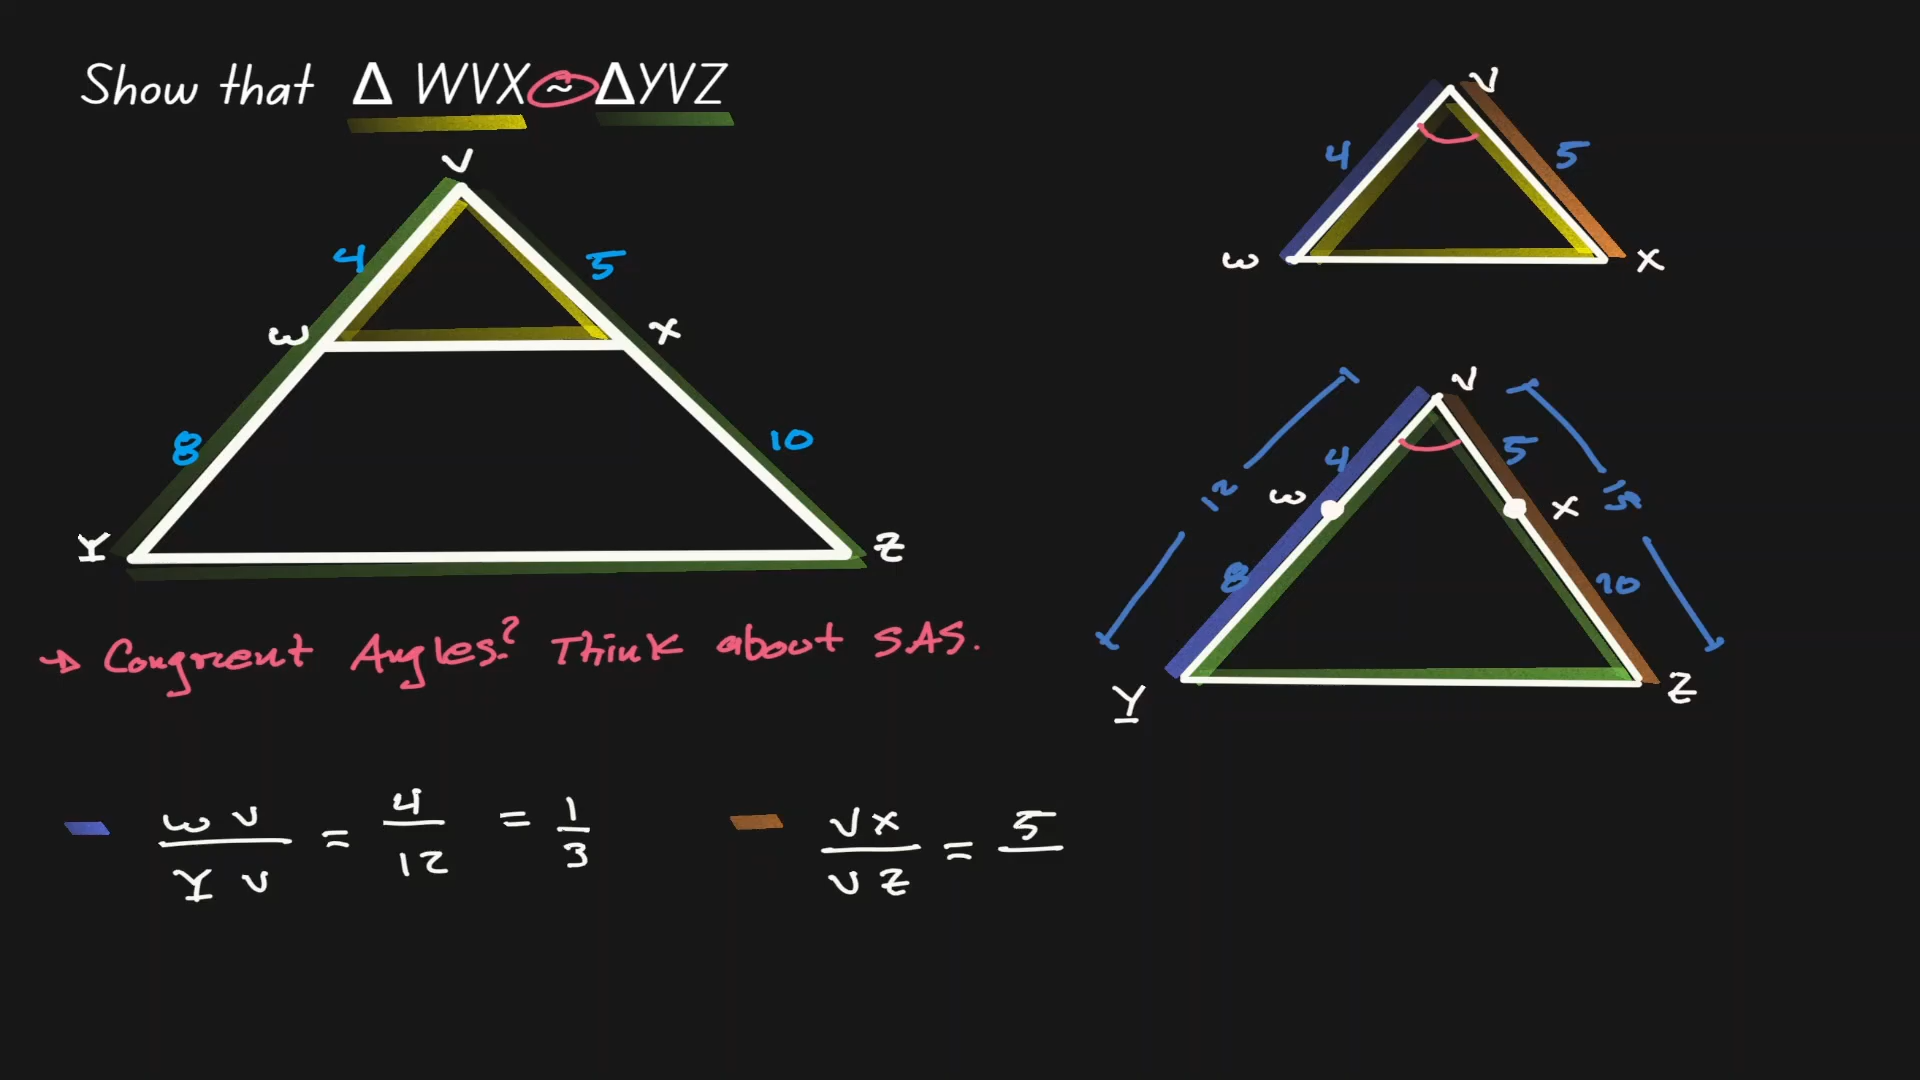 Show that Δ WVX ≈ ΔYVZ
V
4 5
W X
8 10
Y Z
→ Congruent Angles? Think about SAS.
WV/YV = 4/12 = 1/3
VX/VZ = 5/
V
4 5
W X
V
4 5
12 W X 15
8 10
Y Z